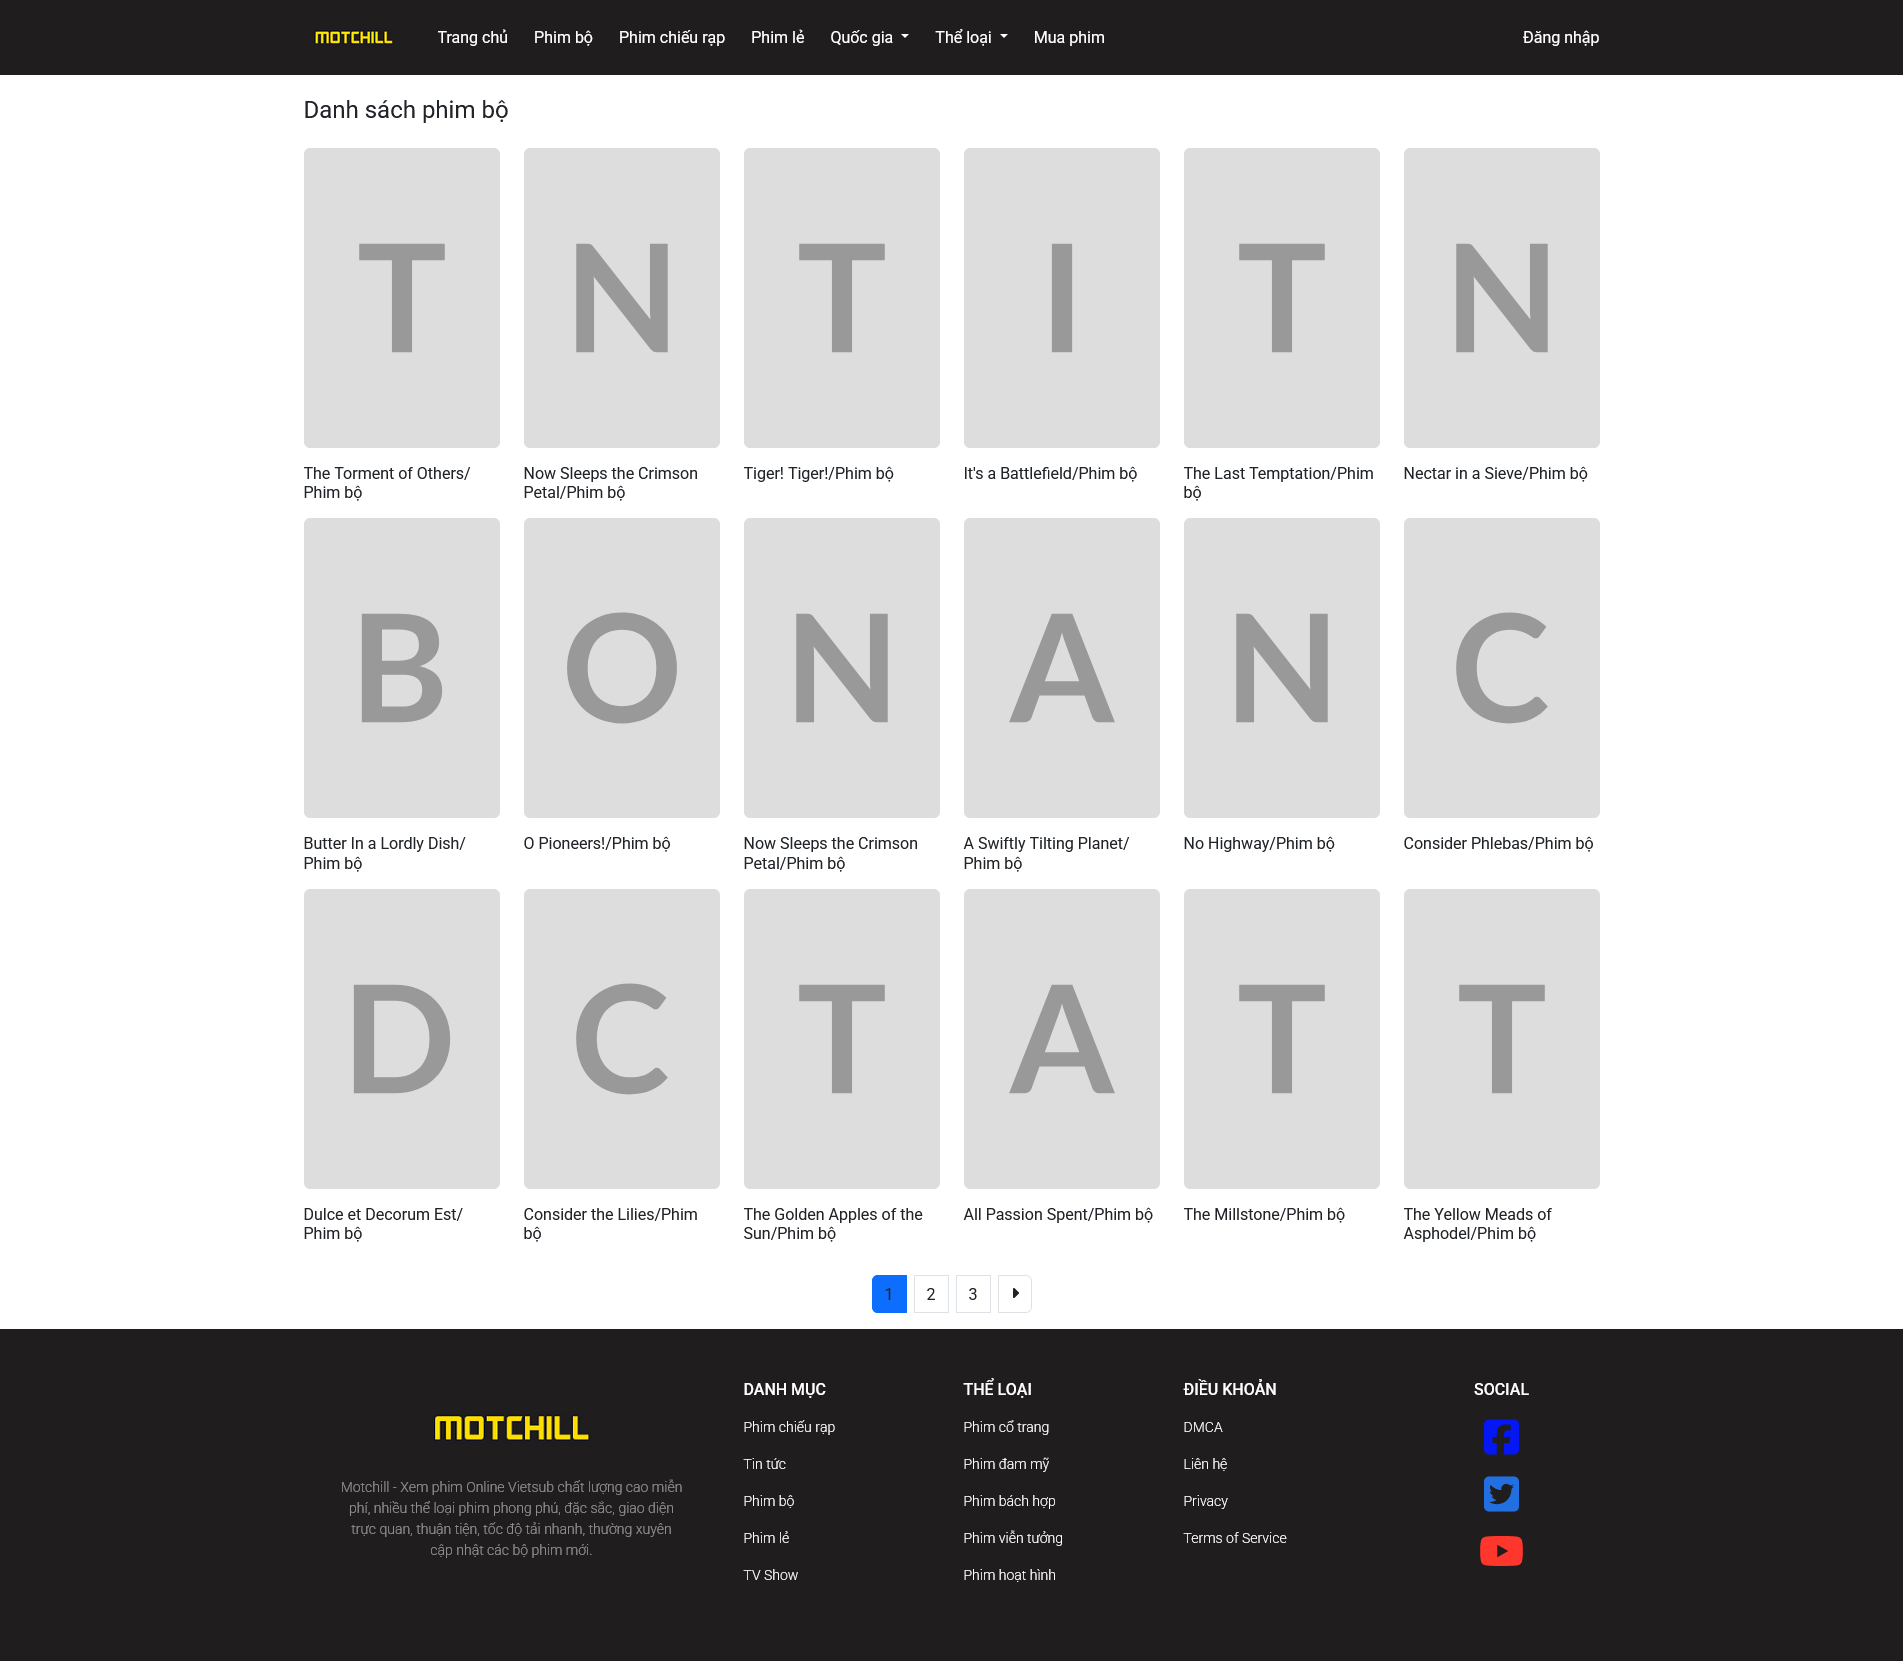 MOTCHILL
Trang chủ
Phim bộ
Phim chiếu rạp
Phim lẻ
Quốc gia
Thể loại
Mua phim
Đăng nhập
Danh sách phim bộ
T
N
T
I
T
N
The Torment of Others/
Phim bộ
Now Sleeps the Crimson
Petal/Phim bộ
Tiger! Tiger!/Phim bộ
It's a Battlefield/Phim bộ
The Last Temptation/Phim
bộ
Nectar in a Sieve/Phim bộ
B
O
N
A
N
C
Butter In a Lordly Dish/
Phim bộ
O Pioneers!/Phim bộ
Now Sleeps the Crimson
Petal/Phim bộ
A Swiftly Tilting Planet/
Phim bộ
No Highway/Phim bộ
Consider Phlebas/Phim bộ
D
C
T
A
T
T
Dulce et Decorum Est/
Phim bộ
Consider the Lilies/Phim
bộ
The Golden Apples of the
Sun/Phim bộ
All Passion Spent/Phim bộ
The Millstone/Phim bộ
The Yellow Meads of
Asphodel/Phim bộ
1
2
3
MOTCHILL
Motchill - Xem phim Online Vietsub chất lượng cao miễn
phí, nhiều thể loại phim phong phú, đặc sắc, giao diện
trực quan, thuận tiện, tốc độ tải nhanh, thường xuyên
cập nhật các bộ phim mới.
DANH MỤC
Phim chiếu rạp
Tin tức
Phim bộ
Phim lẻ
TV Show
THỂ LOẠI
Phim cổ trang
Phim đam mỹ
Phim bách hợp
Phim viễn tưởng
Phim hoạt hình
ĐIỀU KHOẢN
DMCA
Liên hệ
Privacy
Terms of Service
SOCIAL